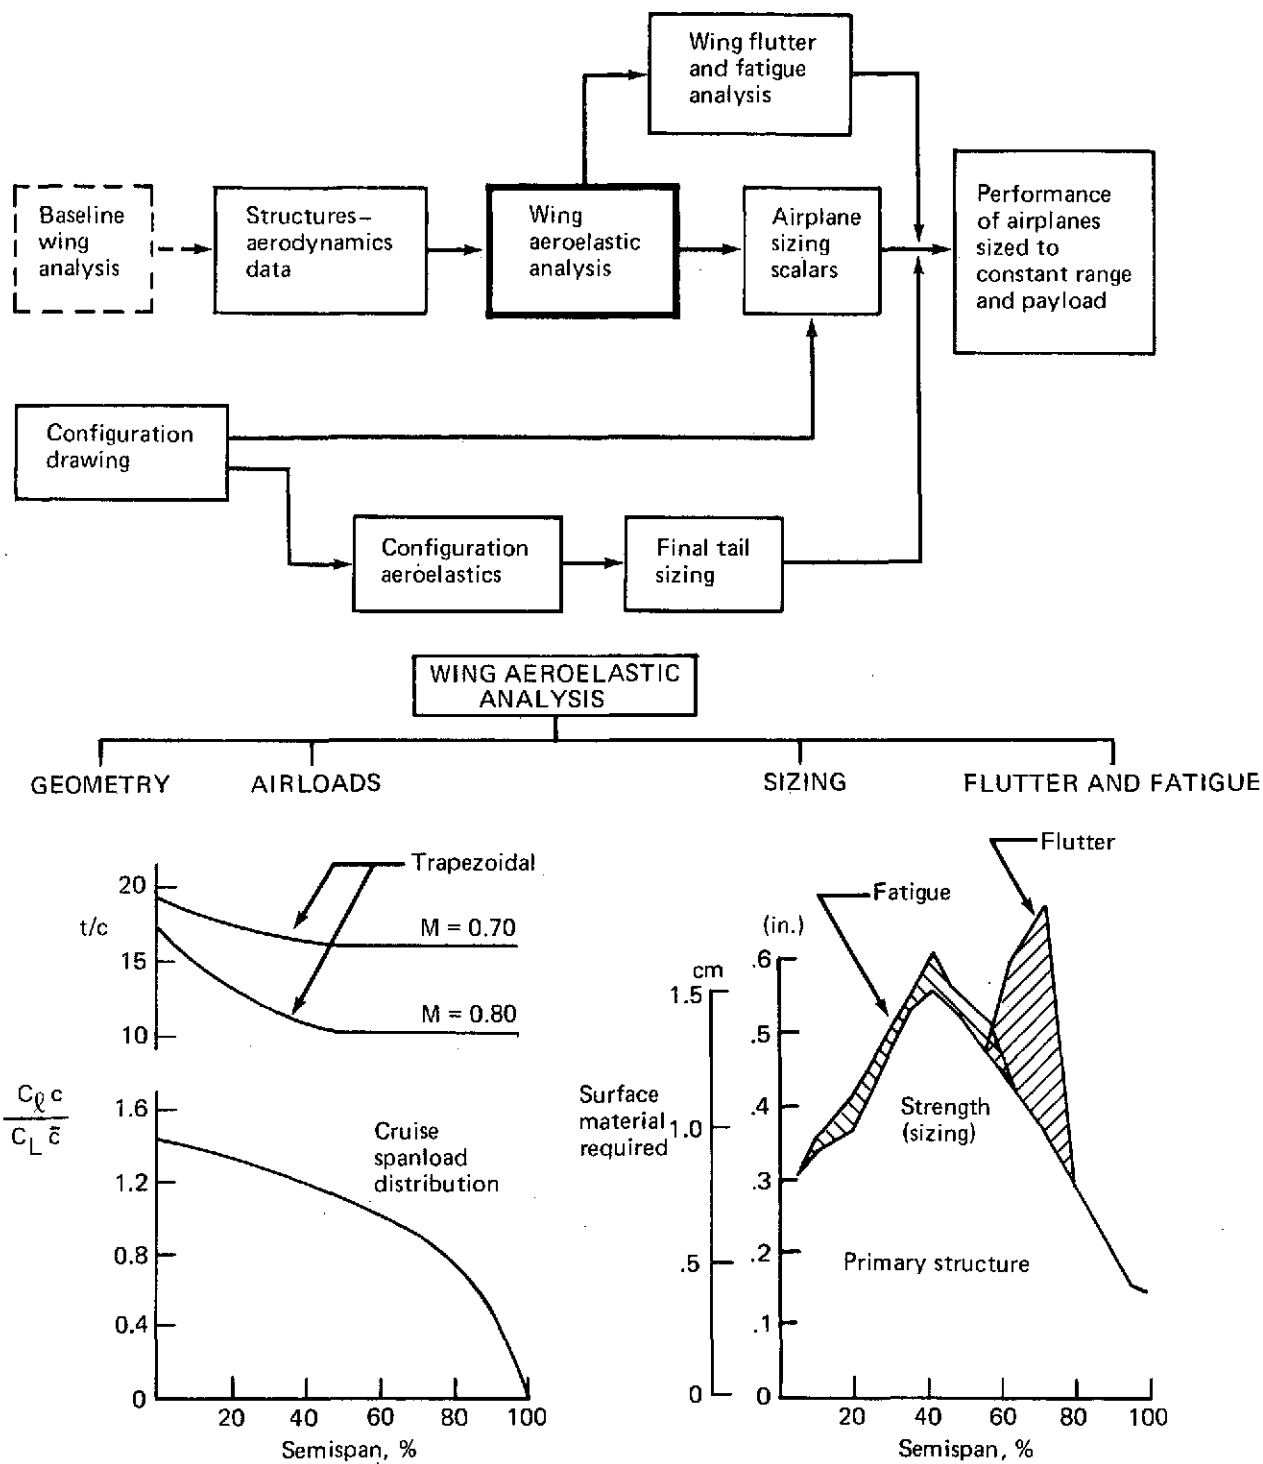 Wing flutter
and fatigue
analysis
Baseline
wing
analysis
Structures–
aerodynamics
data
Wing
aeroelastic
analysis
Airplane
sizing
scalars
Performance
of airplanes
sized to
constant range
and payload
Configuration
drawing
Configuration
aeroelastics
Final tail
sizing
WING AEROELASTIC
ANALYSIS
GEOMETRY
AIRLOADS
SIZING
FLUTTER AND FATIGUE
Trapezoidal
t/c
20
15
10
M = 0.70
M = 0.80
Cℓ c
CL c̄
1.6
1.2
0.8
0.4
0
Cruise
spanload
distribution
20 40 60 80 100
Semispan, %
Flutter
Fatigue
(in.)
cm
1.5
1.0
.5
0
.6
.5
.4
.3
.2
.1
0
Surface
material
required
Strength
(sizing)
Primary structure
20 40 60 80 100
Semispan, %